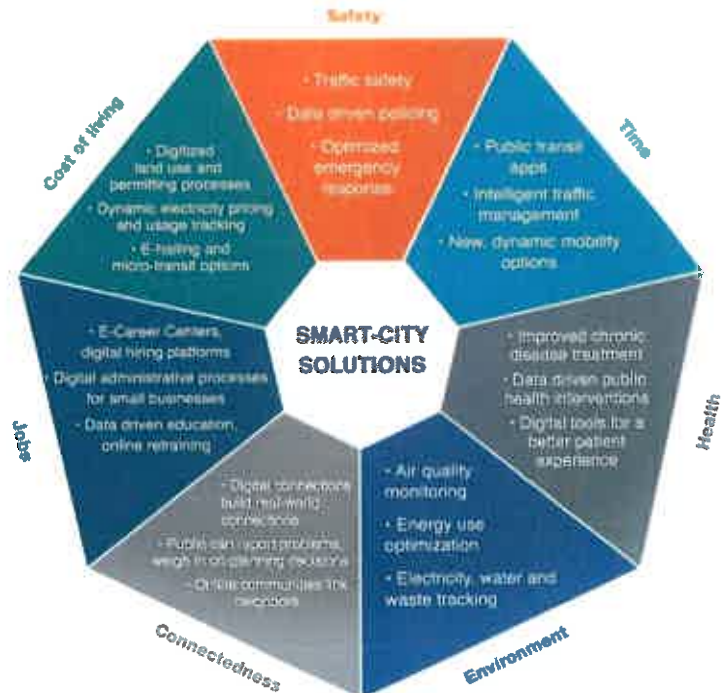 Safety
• Traffic safety
• Data driven policing
• Optimized
emergency
response
Time
• Public transit
apps
• Intelligent traffic
management
• New, dynamic mobility
options
Health
• Improved chronic
disease treatment
• Data driven public
health interventions
• Digital tools for a
better patient
experience
Environment
• Air quality
monitoring
• Energy use
optimization
• Electricity, water and
waste tracking
Connectedness
• Digital connections
build real-world
connections
• Public can report problems,
weigh in on planning decisions
• Online communities link
neighbors
Jobs
• E-Career Centers,
digital hiring platforms
• Digital administrative processes
for small businesses
• Data driven education,
online retraining
Cost of living
• Digitized
land use and
permitting processes
• Dynamic electricity pricing
and usage tracking
• E-hailing and
micro-transit options
SMART-CITY
SOLUTIONS